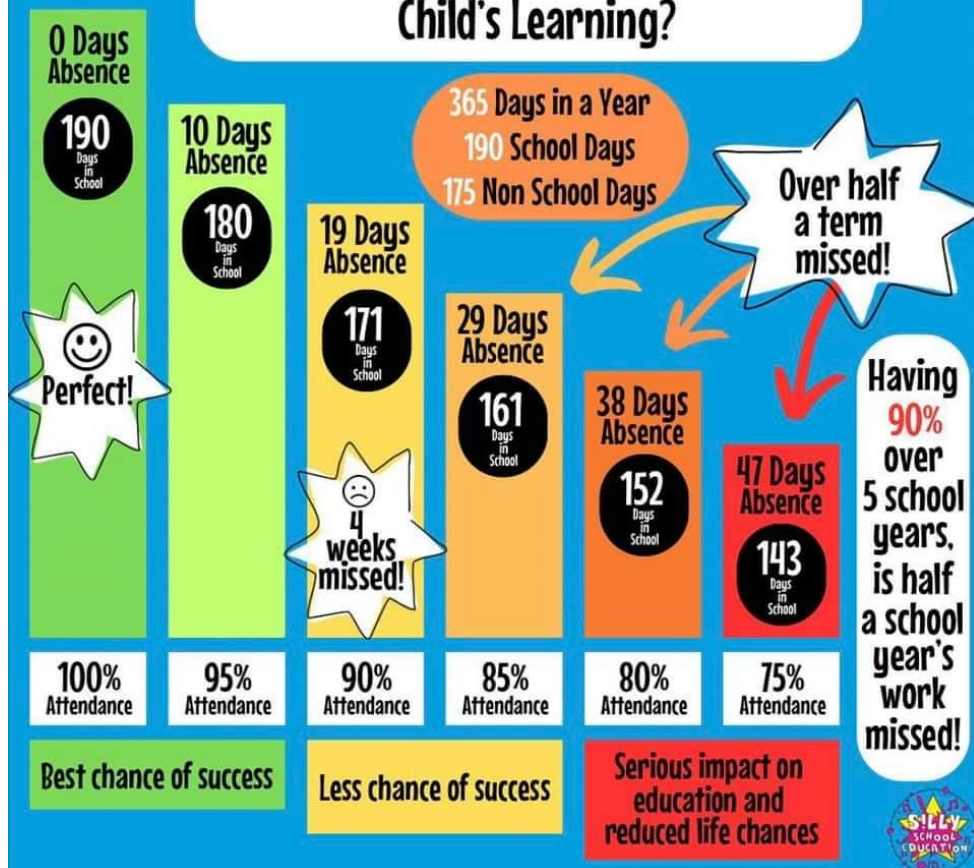 Child's Learning?
365 Days in a Year
190 School Days
175 Non School Days
0 Days
Absence
190
Days
in
School
Perfect!
100%
Attendance
10 Days
Absence
180
Days
in
School
95%
Attendance
19 Days
Absence
171
Days
in
School
4
weeks
missed!
90%
Attendance
29 Days
Absence
161
Days
in
School
85%
Attendance
38 Days
Absence
152
Days
in
School
80%
Attendance
47 Days
Absence
143
Days
in
School
75%
Attendance
Over half
a term
missed!
Having
90%
over
5 school
years,
is half
a school
year's
work
missed!
Best chance of success
Less chance of success
Serious impact on
education and
reduced life chances
S!LLY
SCHOOL
EDUCATION